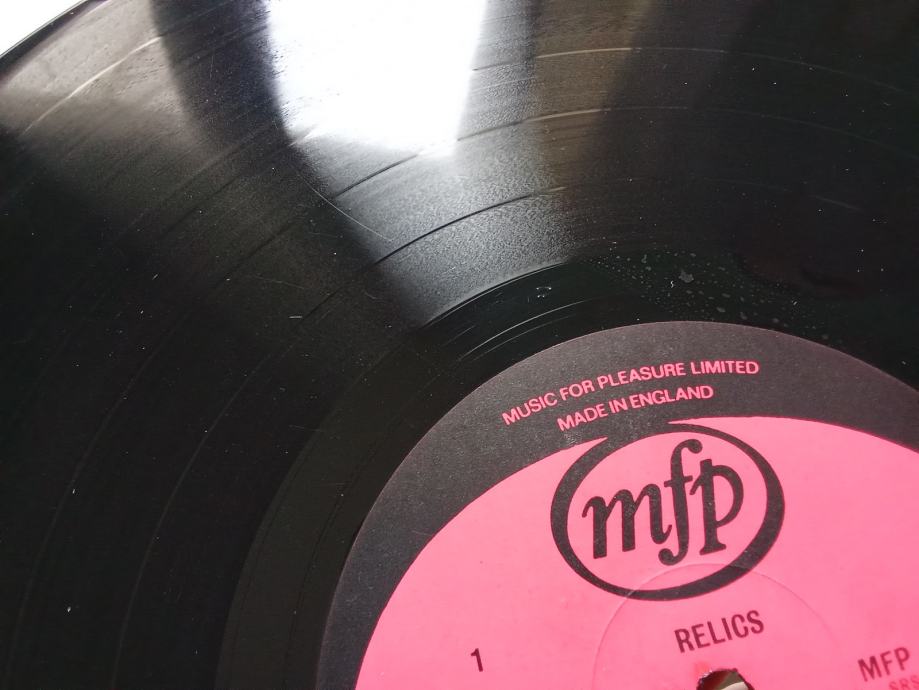 MUSIC FOR PLEASURE LIMITED
MADE IN ENGLAND
mfp
RELICS
1
MFP